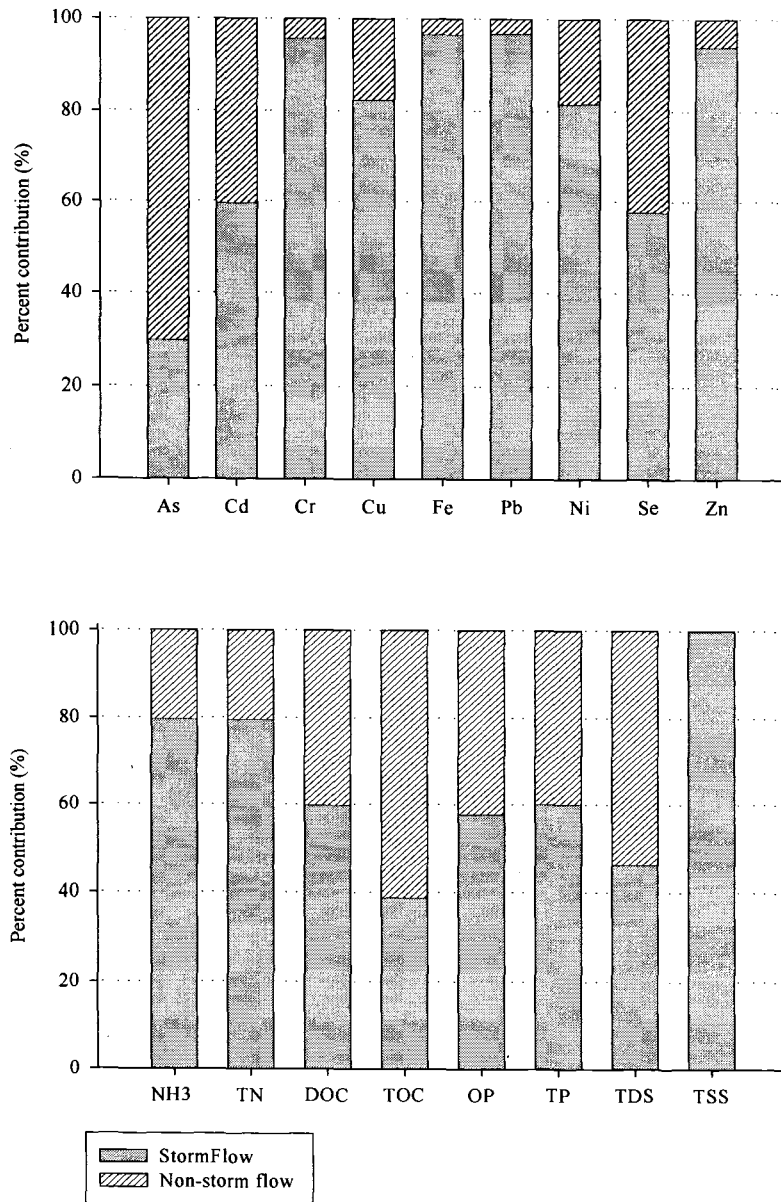 100
80
60
40
20
0
Percent contribution (%)
As Cd Cr Cu Fe Pb Ni Se Zn
100
80
60
40
20
0
Percent contribution (%)
NH3 TN DOC TOC OP TP TDS TSS
StormFlow
Non-storm flow